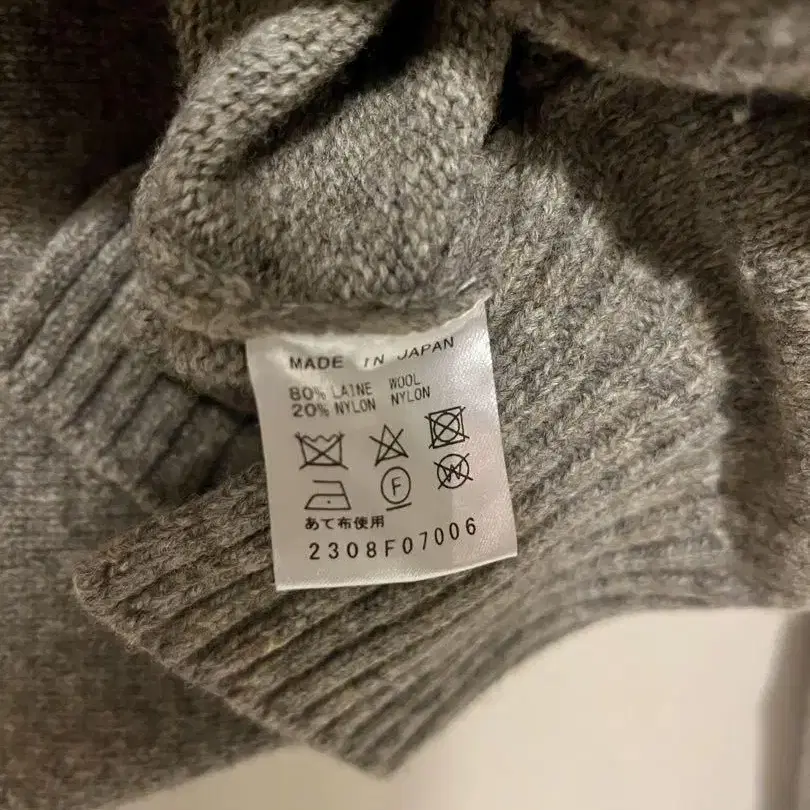 MADE IN JAPAN
80% LAINE WOOL
20% NYLON NYLON
F
W
あて布使用
2308F07006